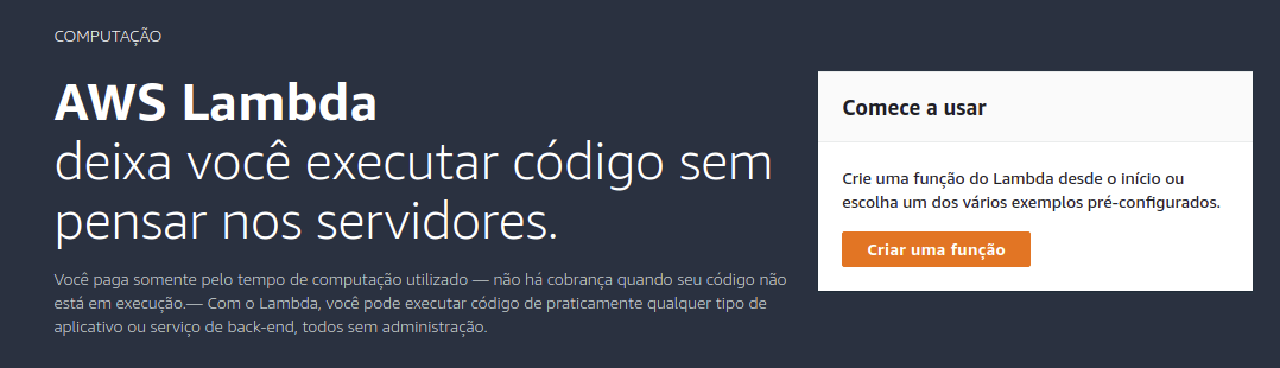 COMPUTAÇÃO
AWS Lambda
deixa você executar código sem
pensar nos servidores.
Você paga somente pelo tempo de computação utilizado — não há cobrança quando seu código não
está em execução.— Com o Lambda, você pode executar código de praticamente qualquer tipo de
aplicativo ou serviço de back-end, todos sem administração.
Comece a usar
Crie uma função do Lambda desde o início ou
escolha um dos vários exemplos pré-configurados.
Criar uma função